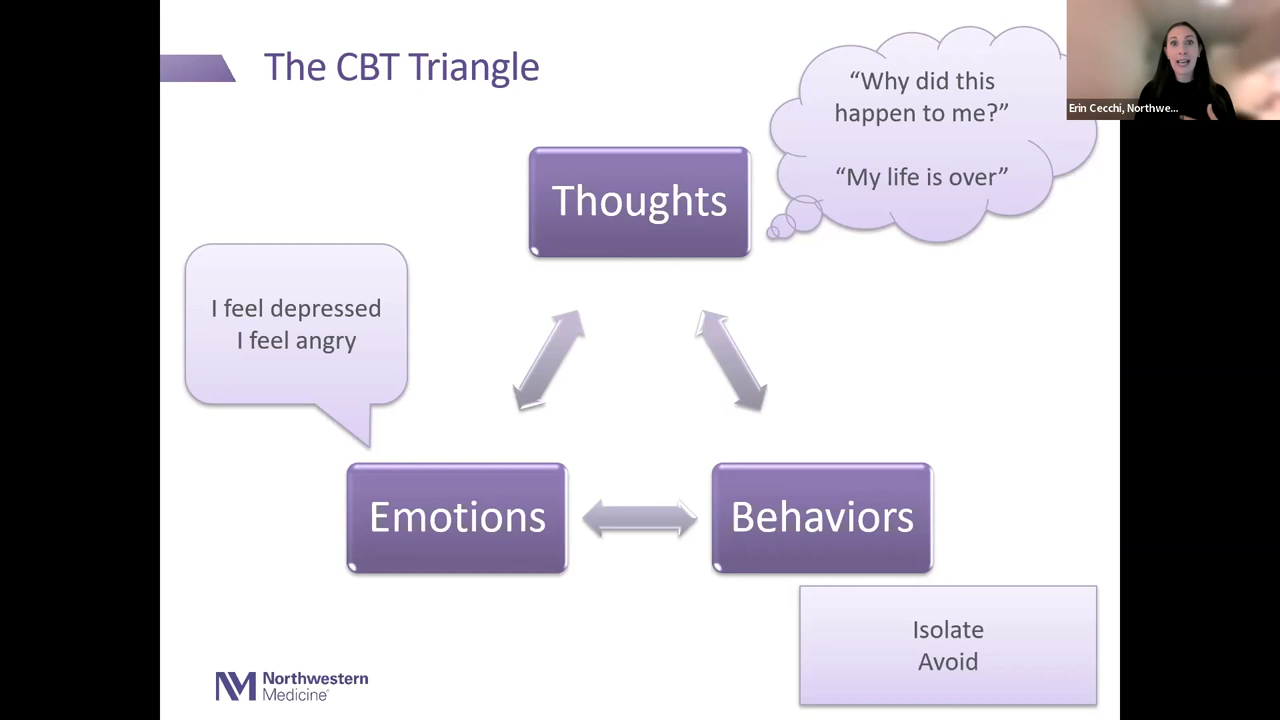 The CBT Triangle
“Why did this
happen to me?”
“My life is over”
Erin Cecchi, Northwe...
Thoughts
I feel depressed
I feel angry
Emotions
Behaviors
Isolate
Avoid
NM Northwestern
Medicine®